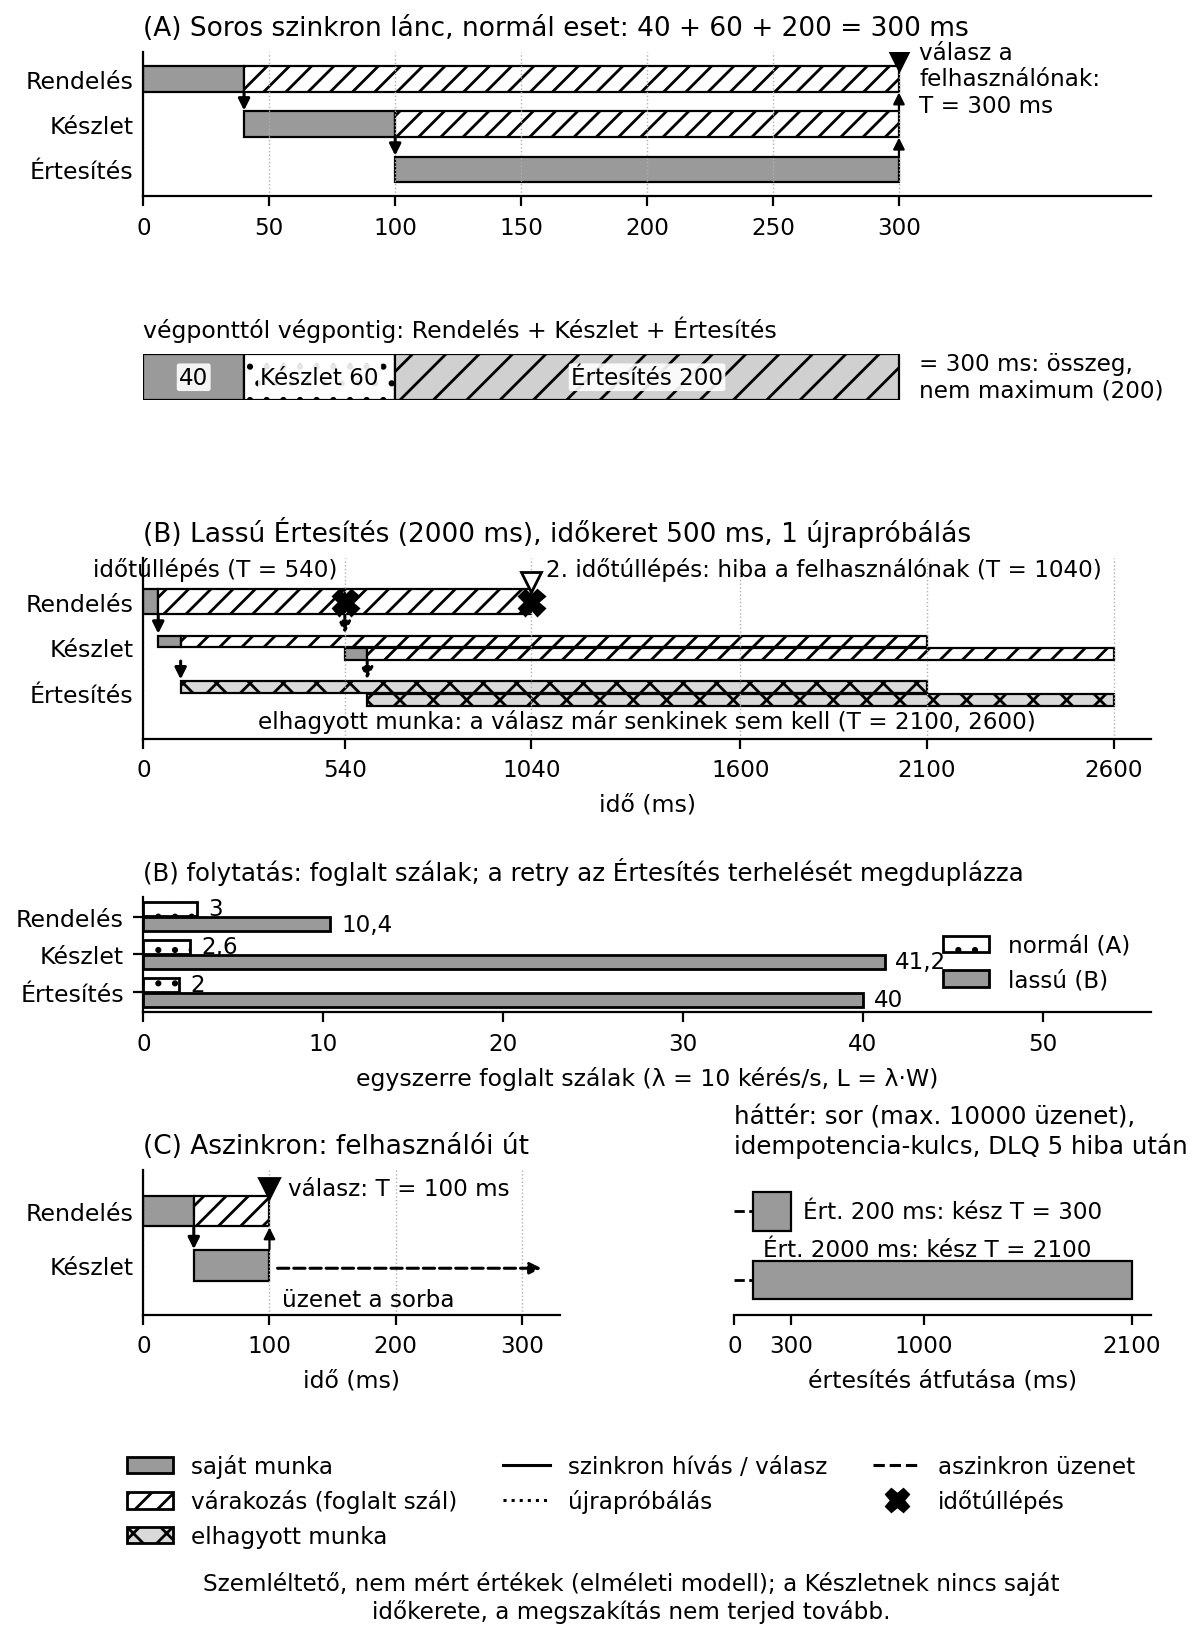 (A) Soros szinkron lánc, normál eset: 40 + 60 + 200 = 300 ms
válasz a
felhasználónak:
T = 300 ms
Rendelés
Készlet
Értesítés
0 50 100 150 200 250 300
végponttól végpontig: Rendelés + Készlet + Értesítés
40 Készlet 60 Értesítés 200
= 300 ms: összeg,
nem maximum (200)
(B) Lassú Értesítés (2000 ms), időkeret 500 ms, 1 újrapróbálás
időtúllépés (T = 540) 2. időtúllépés: hiba a felhasználónak (T = 1040)
Rendelés
Készlet
Értesítés
elhagyott munka: a válasz már senkinek sem kell (T = 2100, 2600)
0 540 1040 1600 2100 2600
idő (ms)
(B) folytatás: foglalt szálak; a retry az Értesítés terhelését megduplázza
Rendelés 3
10,4
Készlet 2,6
41,2
Értesítés 2
40
normál (A)
lassú (B)
0 10 20 30 40 50
egyszerre foglalt szálak (λ = 10 kérés/s, L = λ·W)
(C) Aszinkron: felhasználói út
válasz: T = 100 ms
Rendelés
Készlet
üzenet a sorba
0 100 200 300
idő (ms)
háttér: sor (max. 10000 üzenet),
idempotencia-kulcs, DLQ 5 hiba után
Ért. 200 ms: kész T = 300
Ért. 2000 ms: kész T = 2100
0 300 1000 2100
értesítés átfutása (ms)
saját munka
várakozás (foglalt szál)
elhagyott munka
szinkron hívás / válasz
újrapróbálás
aszinkron üzenet
időtúllépés
Szemléltető, nem mért értékek (elméleti modell); a Készletnek nincs saját
időkerete, a megszakítás nem terjed tovább.